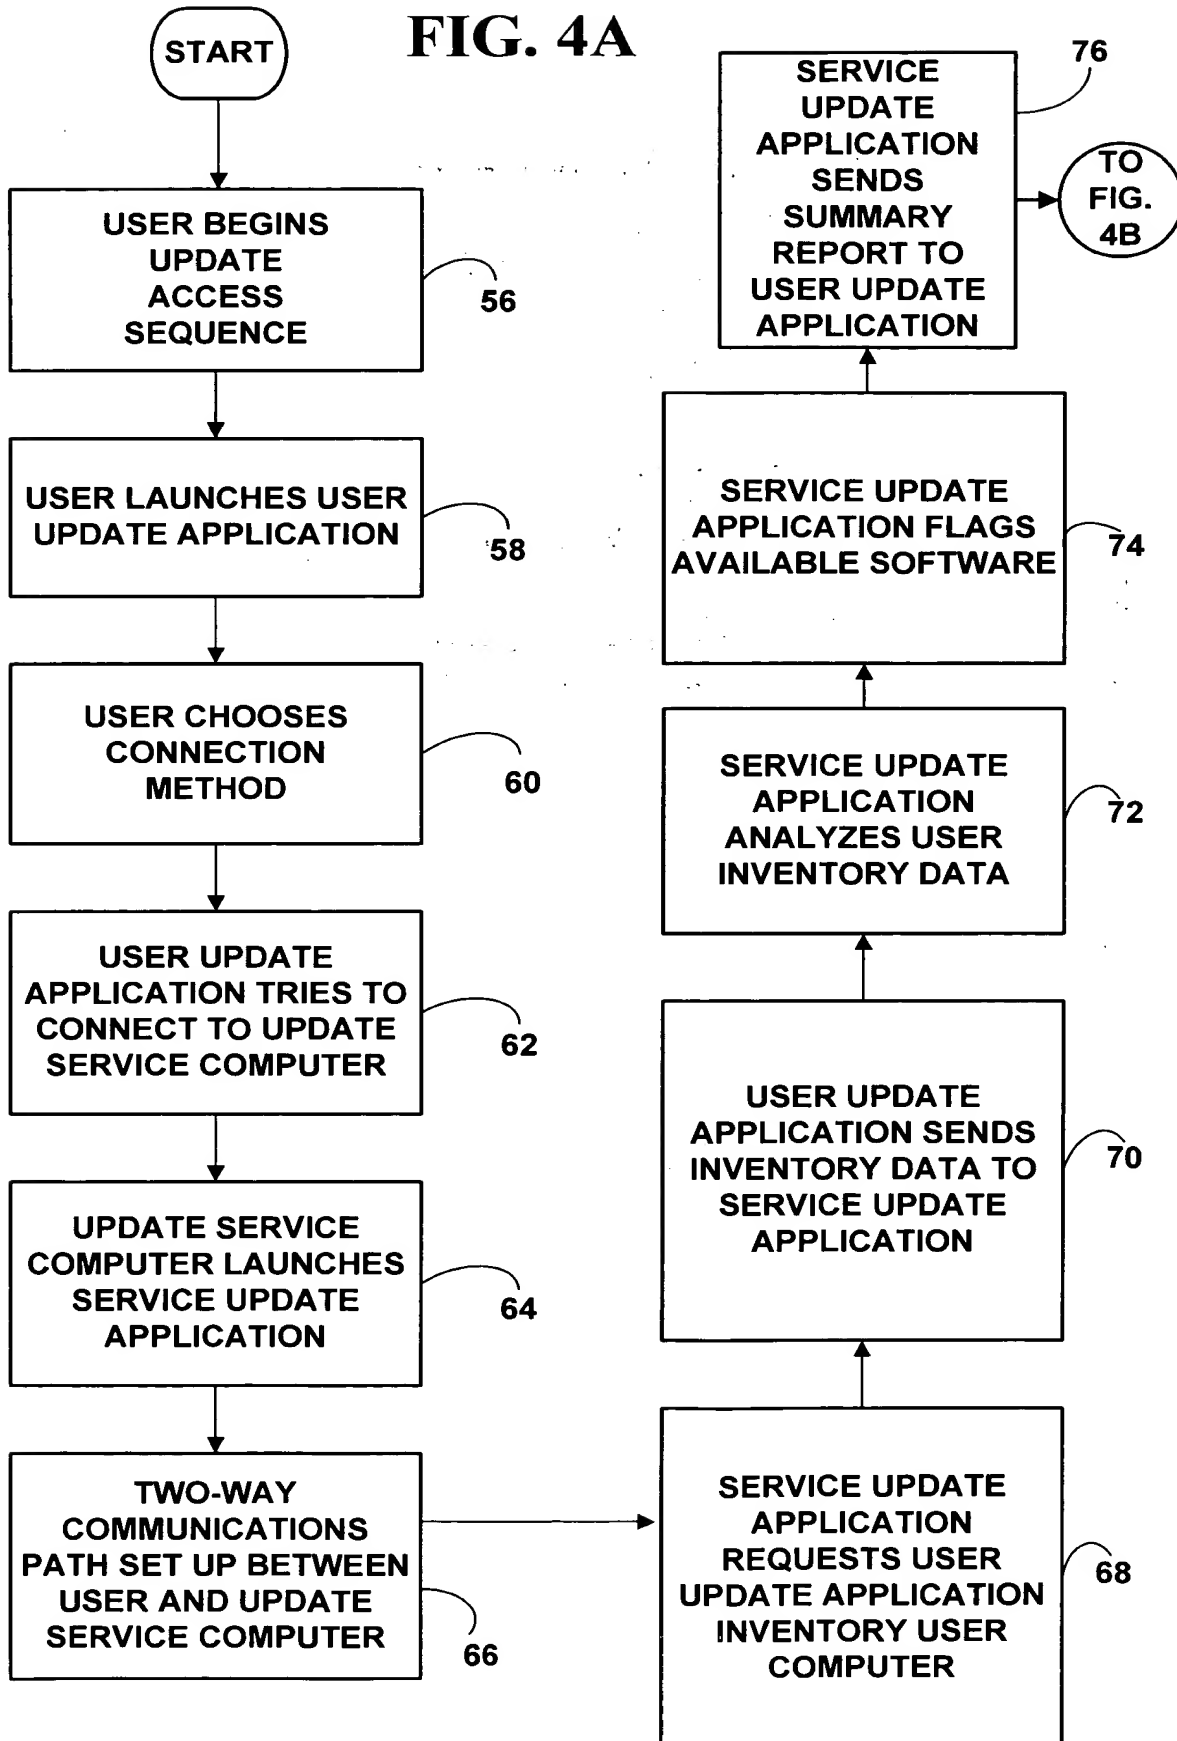 FIG. 4A
START
USER BEGINS
UPDATE
ACCESS
SEQUENCE
56
USER LAUNCHES USER
UPDATE APPLICATION
58
USER CHOOSES
CONNECTION
METHOD
60
USER UPDATE
APPLICATION TRIES TO
CONNECT TO UPDATE
SERVICE COMPUTER
62
UPDATE SERVICE
COMPUTER LAUNCHES
SERVICE UPDATE
APPLICATION
64
TWO-WAY
COMMUNICATIONS
PATH SET UP BETWEEN
USER AND UPDATE
SERVICE COMPUTER
66
SERVICE UPDATE
APPLICATION
REQUESTS USER
UPDATE APPLICATION
INVENTORY USER
COMPUTER
68
USER UPDATE
APPLICATION SENDS
INVENTORY DATA TO
SERVICE UPDATE
APPLICATION
70
SERVICE UPDATE
APPLICATION
ANALYZES USER
INVENTORY DATA
72
SERVICE UPDATE
APPLICATION FLAGS
AVAILABLE SOFTWARE
74
SERVICE
UPDATE
APPLICATION
SENDS
SUMMARY
REPORT TO
USER UPDATE
APPLICATION
76
TO
FIG.
4B